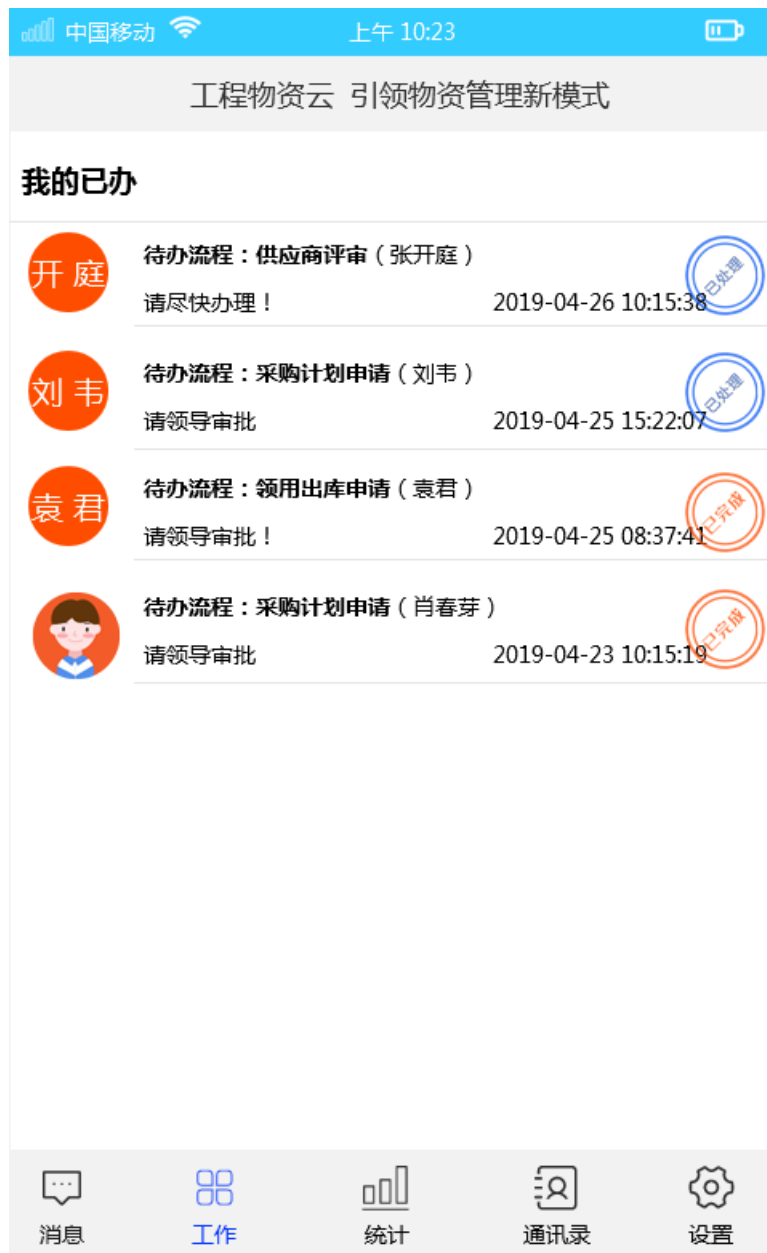 中国移动 上午 10:23
工程物资云 引领物资管理新模式
我的已办
开 庭
待办流程：供应商评审（张开庭）
请尽快办理！ 2019-04-26 10:15:38
已处理
刘 韦
待办流程：采购计划申请（刘韦）
请领导审批 2019-04-25 15:22:07
已处理
袁 君
待办流程：领用出库申请（袁君）
请领导审批！ 2019-04-25 08:37:41
已完成
待办流程：采购计划申请（肖春芽）
请领导审批 2019-04-23 10:15:19
已完成
消息 工作 统计 通讯录 设置